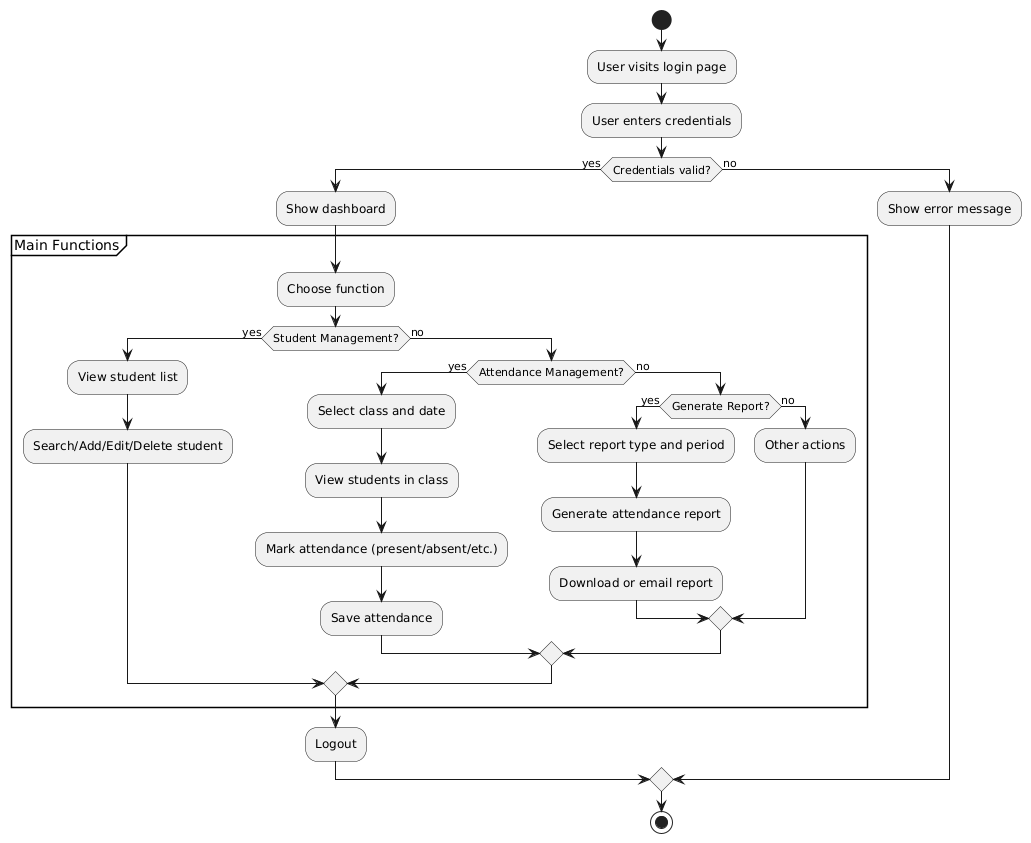 User visits login page
User enters credentials
yes
Credentials valid?
no
Show dashboard
Show error message
Main Functions
Choose function
yes
Student Management?
no
View student list
yes
Attendance Management?
no
Search/Add/Edit/Delete student
Select class and date
yes
Generate Report?
no
View students in class
Select report type and period
Other actions
Mark attendance (present/absent/etc.)
Generate attendance report
Save attendance
Download or email report
Logout